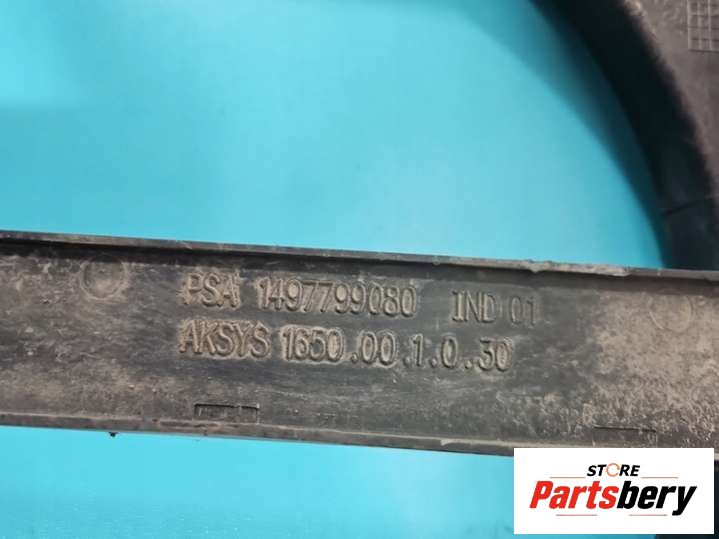 PSA 1497799080 IND 01
AKSYS 1650.00.1.0.30
STORE
Partsbery